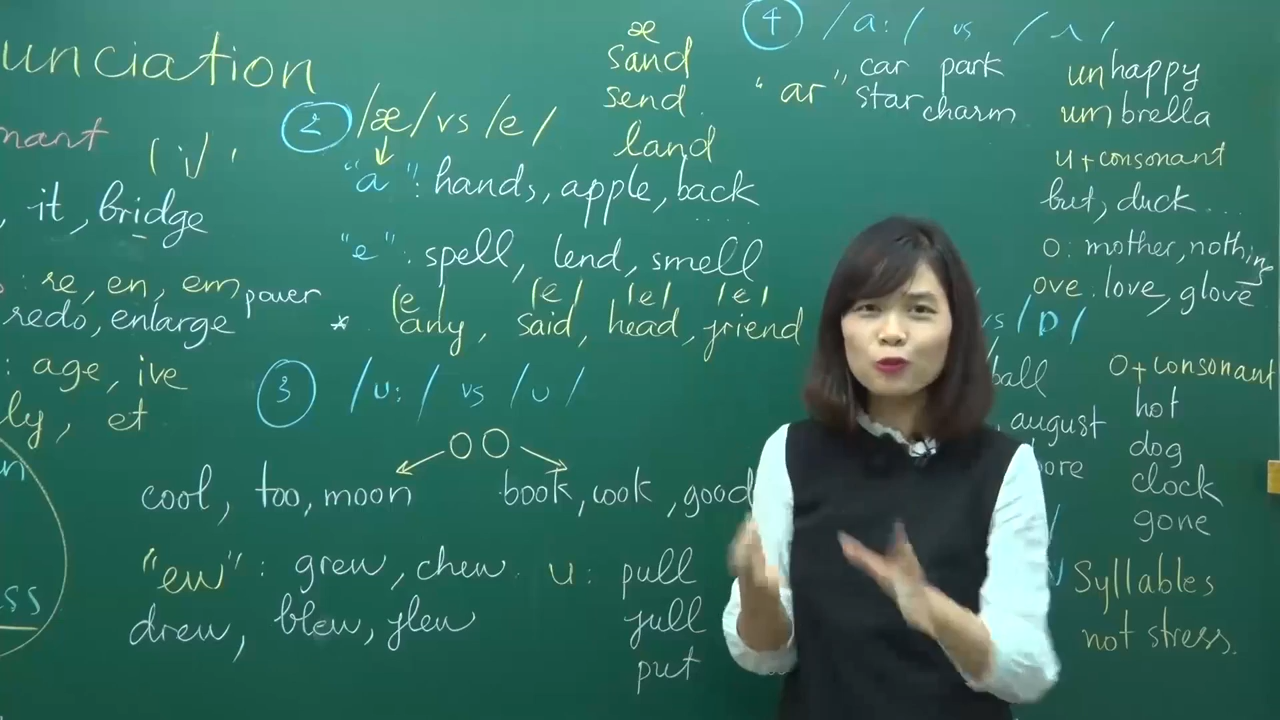 unciation
nant
/i/
, it, bridge
: re, en, em
redo, enlarge
power
: age, ive
ly, et
ss
2 /æ/ vs /e/
æ
sand
send
land
"a": hands, apple, back
.....
"e": spell, lend, smell
/e/ /e/ /e/ /e/
* any, said, head, friend
3 /u:/ vs /ʊ/
OO
cool, too, moon
book, cook, good
"ew": grew, chew
drew, blew, flew
u: pull
full
put
4 /a:/ vs /ʌ/
"ar" car park
star charm
unhappy
umbrella
u + consonant
but, duck ....
o: mother, nothing
ove. love, glove
vs /ɒ/
ball
, august
ore
o + consonant
hot
dog
clock
gone
Syllables
not stress.